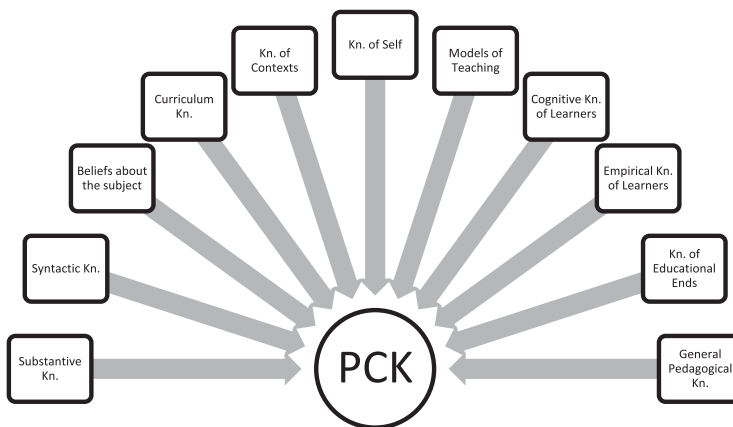 Kn. of Self
Kn. of
Contexts
Models of
Teaching
Curriculum
Kn.
Cognitive Kn.
of Learners
Beliefs about
the subject
Empirical Kn.
of Learners
Syntactic Kn.
Kn. of
Educational
Ends
Substantive
Kn.
PCK
General
Pedagogical
Kn.